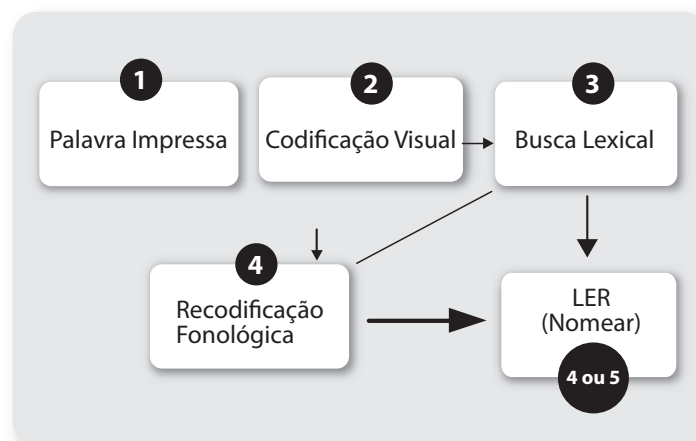 1
Palavra Impressa
2
Codificação Visual
3
Busca Lexical
4
Recodificação
Fonológica
LER
(Nomear)
4 ou 5